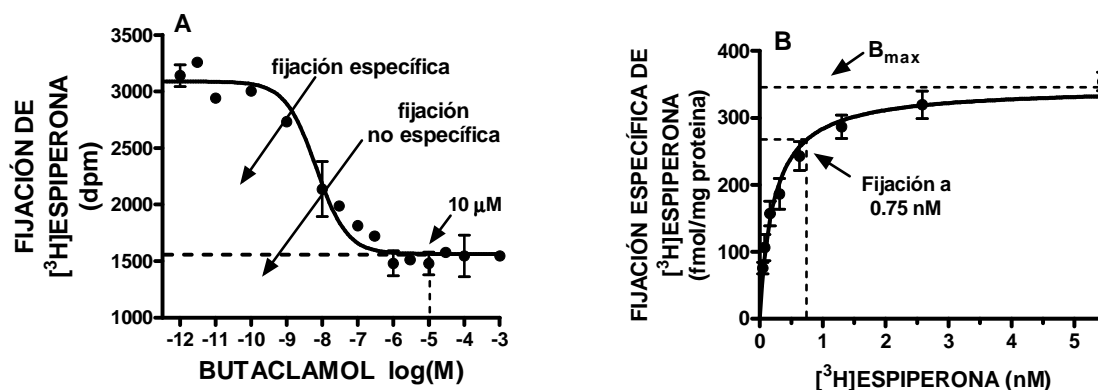 A
FIJACIÓN DE
[³H]ESPIPERONA
(dpm)
3500
3000
2500
2000
1500
1000
fijación específica
fijación
no específica
10 µM
-12 -11 -10 -9 -8 -7 -6 -5 -4 -3
BUTACLAMOL log(M)
B
FIJACIÓN ESPECÍFICA DE
[³H]ESPIPERONA
(fmol/mg proteina)
400
300
200
100
0
Bmax
Fijación a
0.75 nM
0 1 2 3 4 5
[³H]ESPIPERONA (nM)